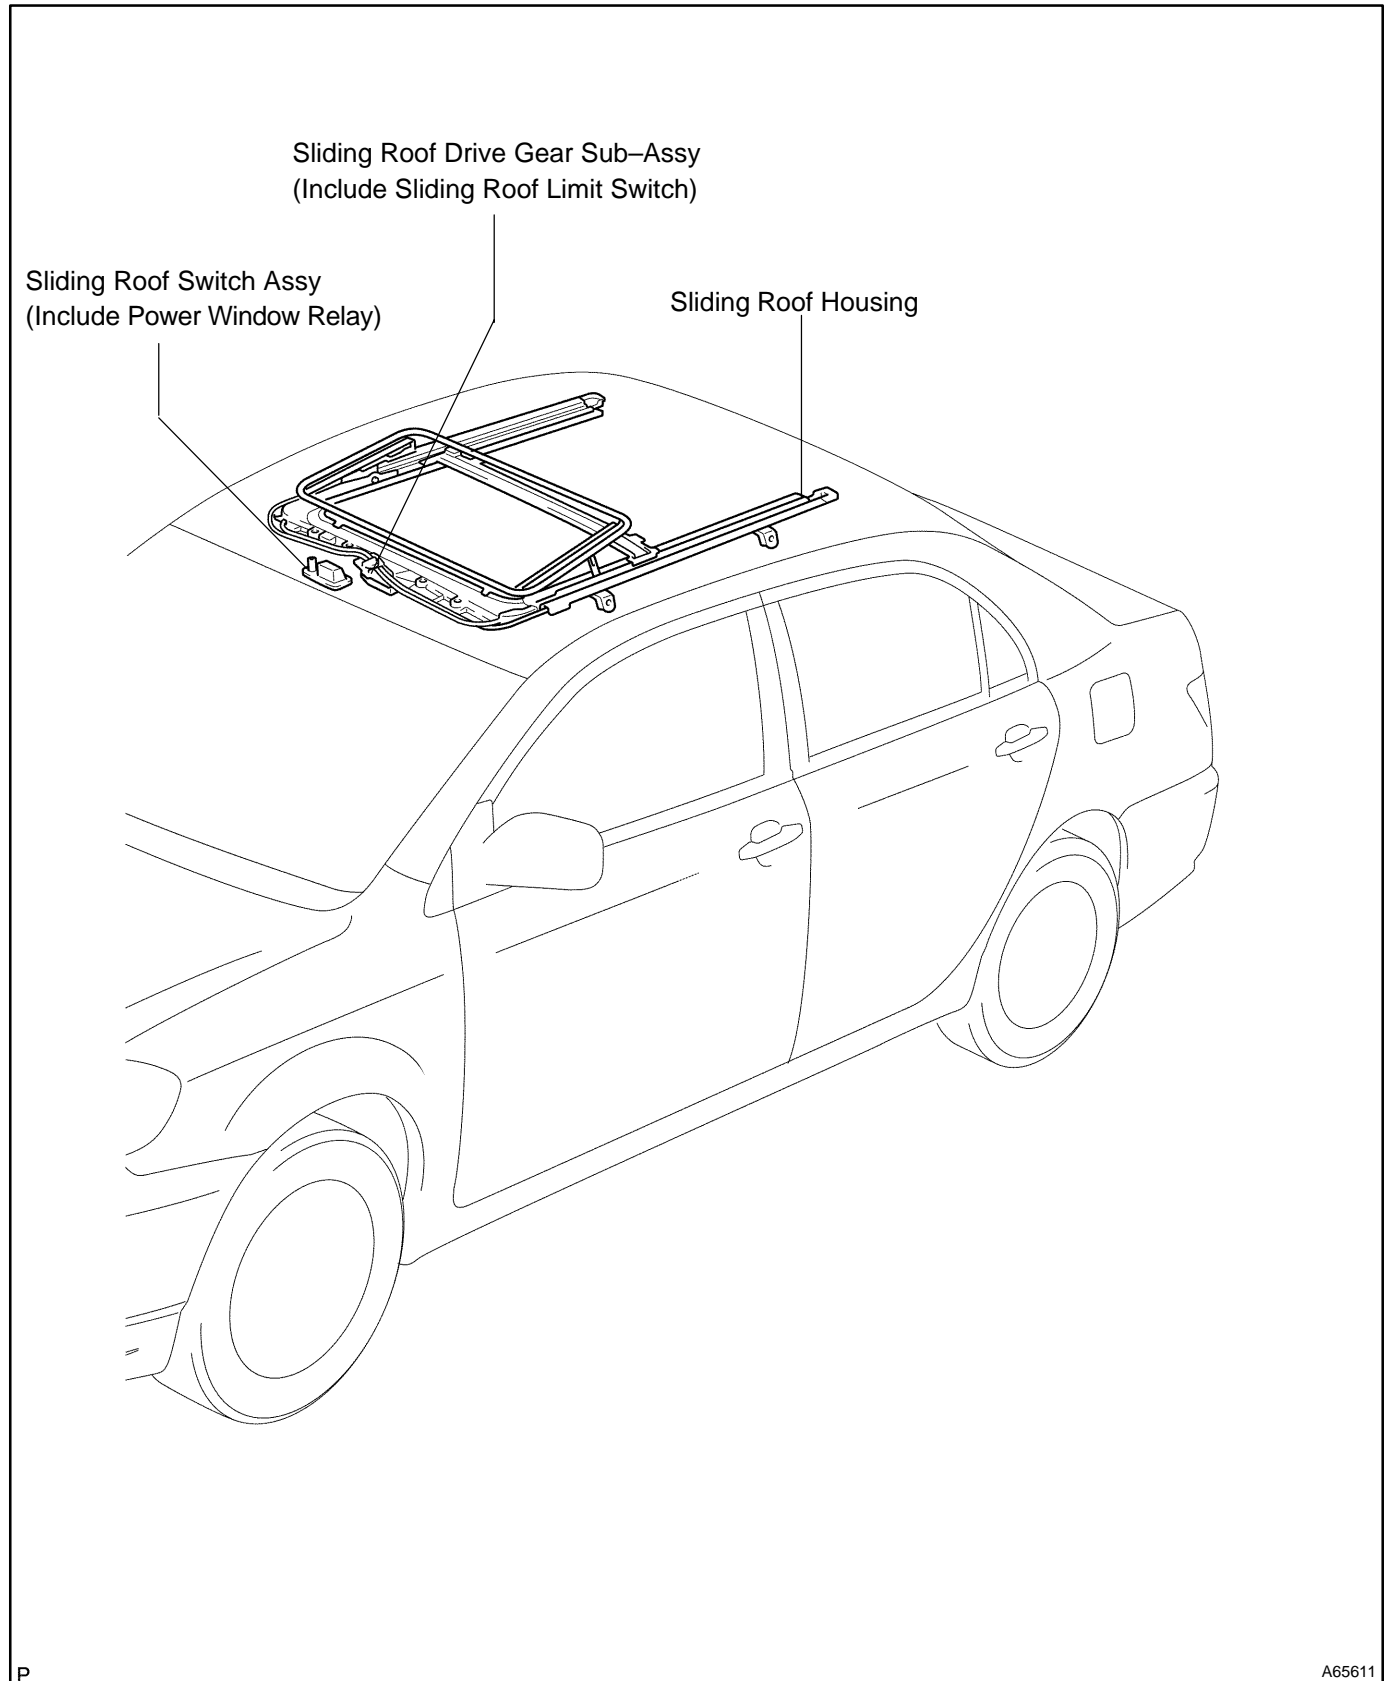 Sliding Roof Drive Gear Sub–Assy
(Include Sliding Roof Limit Switch)
Sliding Roof Switch Assy
(Include Power Window Relay)
Sliding Roof Housing
P
A65611